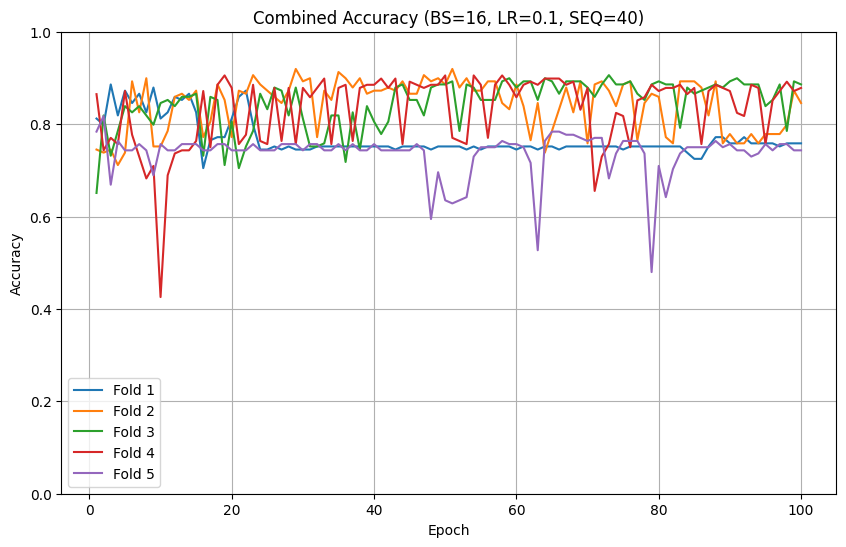 Combined Accuracy (BS=16, LR=0.1, SEQ=40)
1.0
0.8
0.6
0.4
0.2
0.0
Accuracy
Fold 1
Fold 2
Fold 3
Fold 4
Fold 5
0 20 40 60 80 100
Epoch